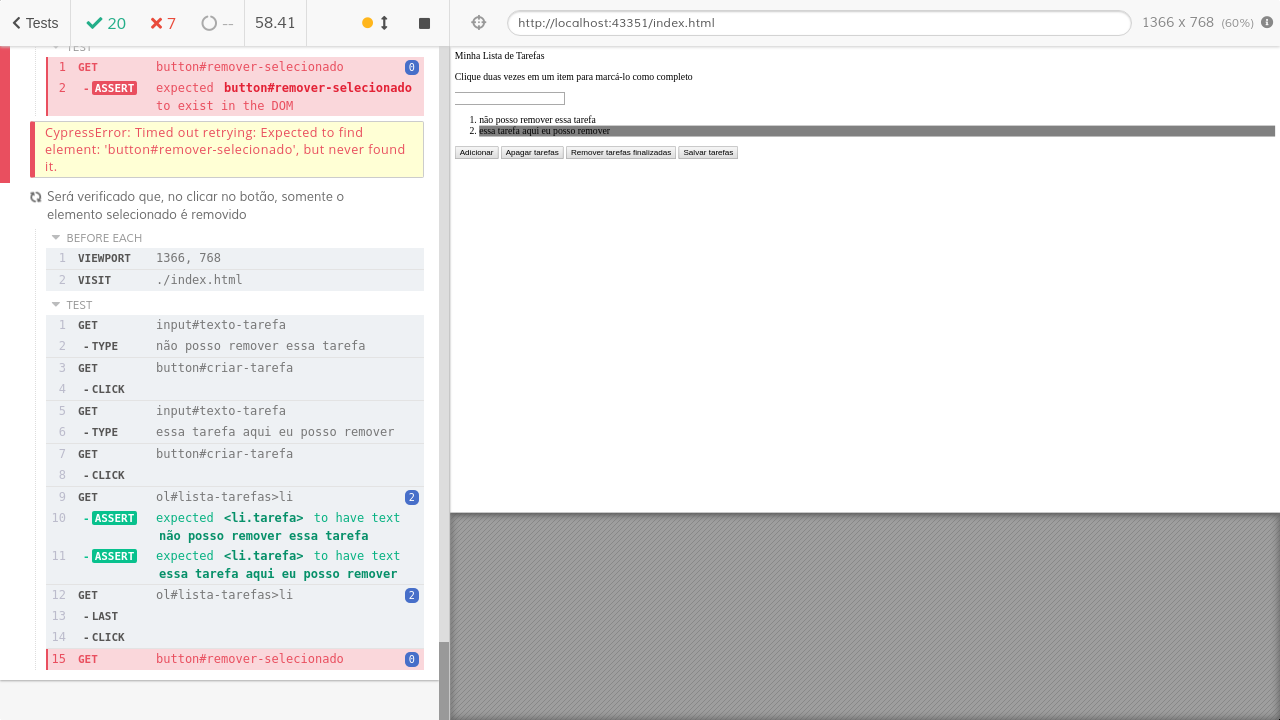 Tests
20
7
--
58.41
http://localhost:43351/index.html
1366 x 768 (60%)
TEST
1 GET button#remover-selecionado 0
2 - ASSERT expected button#remover-selecionado
to exist in the DOM
CypressError: Timed out retrying: Expected to find
element: 'button#remover-selecionado', but never found
it.
Será verificado que, no clicar no botão, somente o
elemento selecionado é removido
BEFORE EACH
1 VIEWPORT 1366, 768
2 VISIT ./index.html
TEST
1 GET input#texto-tarefa
2 - TYPE não posso remover essa tarefa
3 GET button#criar-tarefa
4 - CLICK
5 GET input#texto-tarefa
6 - TYPE essa tarefa aqui eu posso remover
7 GET button#criar-tarefa
8 - CLICK
9 GET ol#lista-tarefas>li 2
10 - ASSERT expected <li.tarefa> to have text
não posso remover essa tarefa
11 - ASSERT expected <li.tarefa> to have text
essa tarefa aqui eu posso remover
12 GET ol#lista-tarefas>li 2
13 - LAST
14 - CLICK
15 GET button#remover-selecionado 0
Minha Lista de Tarefas
Clique duas vezes em um item para marcá-lo como completo
1. não posso remover essa tarefa
2. essa tarefa aqui eu posso remover
Adicionar Apagar tarefas Remover tarefas finalizadas Salvar tarefas